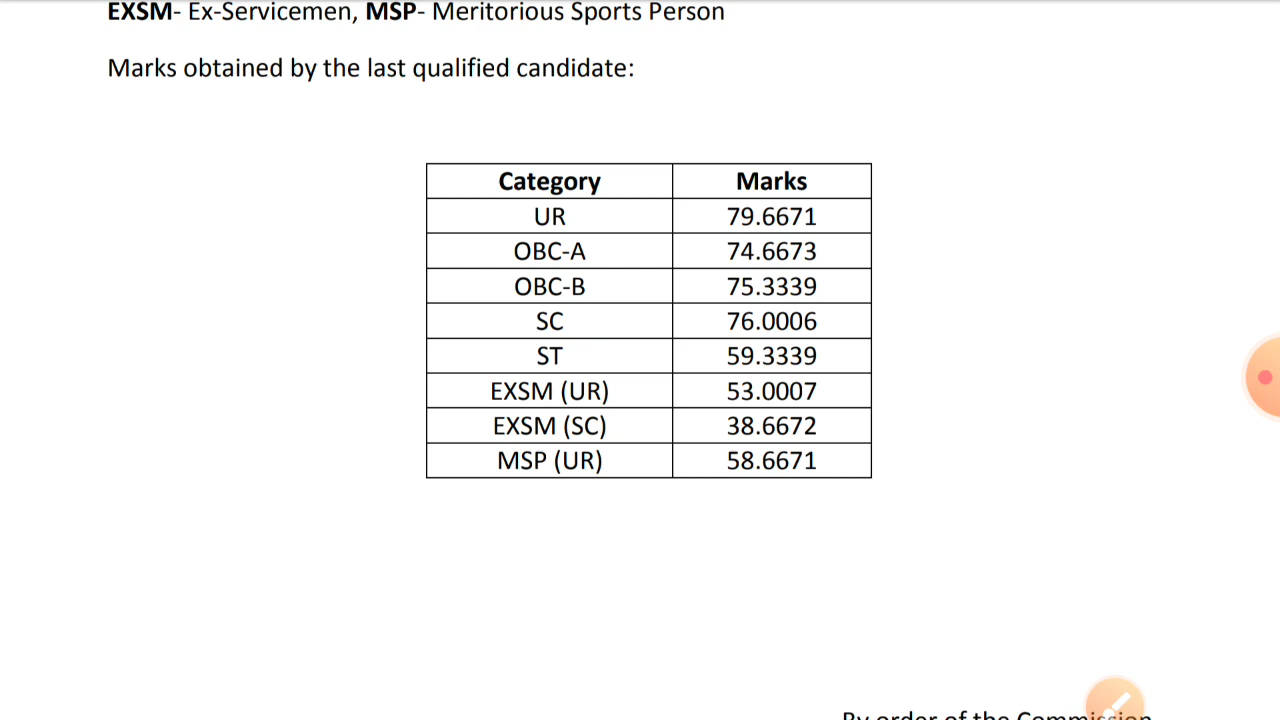 EXSM- Ex-Servicemen, MSP- Meritorious Sports Person
Marks obtained by the last qualified candidate:
Category Marks
UR 79.6671
OBC-A 74.6673
OBC-B 75.3339
SC 76.0006
ST 59.3339
EXSM (UR) 53.0007
EXSM (SC) 38.6672
MSP (UR) 58.6671
By order of the Commission